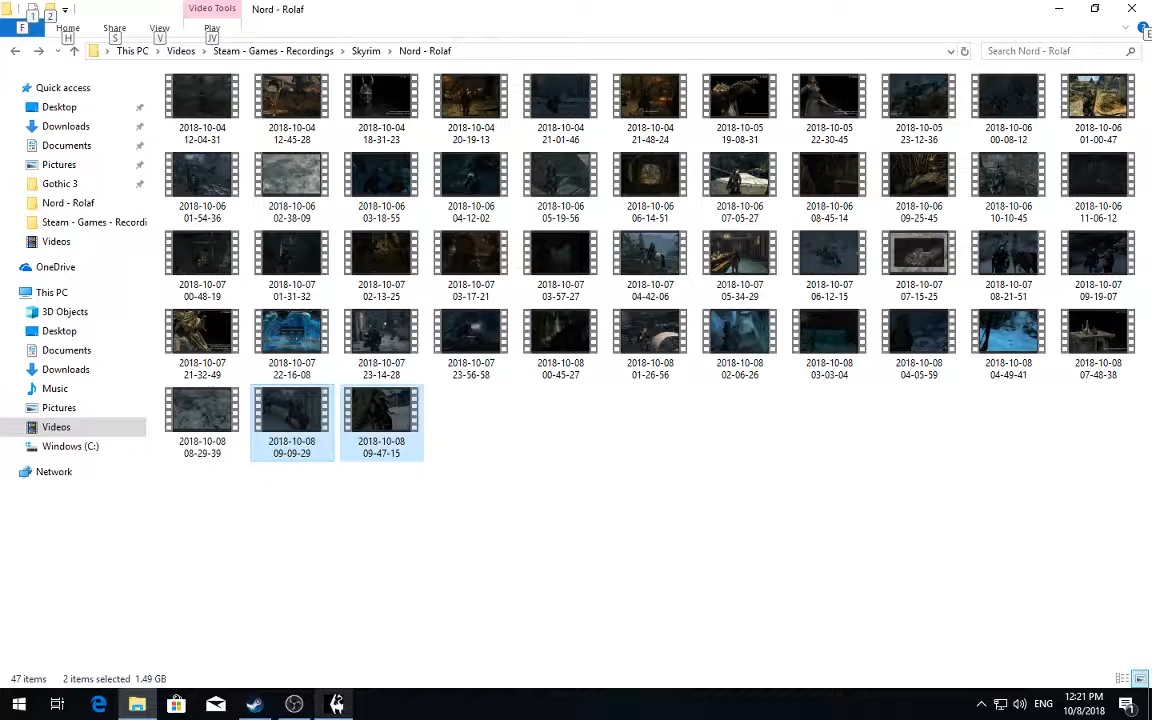 Video Tools
Nord - Rolaf
1
2
F
Home
Share
View
Play
H
S
V
JV
E
This PC
Videos
Steam - Games - Recordings
Skyrim
Nord - Rolaf
Search Nord - Rolaf
Quick access
Desktop
Downloads
Documents
Pictures
Gothic 3
Nord - Rolaf
Steam - Games - Recordi
Videos
OneDrive
This PC
3D Objects
Desktop
Documents
Downloads
Music
Pictures
Videos
Windows (C:)
Network
2018-10-04 2018-10-04 2018-10-04 2018-10-04 2018-10-04 2018-10-04 2018-10-05 2018-10-05 2018-10-05 2018-10-06 2018-10-06
12-04-31 12-45-28 18-31-23 20-19-13 21-01-46 21-48-24 19-08-31 22-30-45 23-12-36 00-08-12 01-00-47
2018-10-06 2018-10-06 2018-10-06 2018-10-06 2018-10-06 2018-10-06 2018-10-06 2018-10-06 2018-10-06 2018-10-06 2018-10-06
01-54-36 02-38-09 03-18-55 04-12-02 05-19-56 06-14-51 07-05-27 08-45-14 09-25-45 10-10-45 11-06-12
2018-10-07 2018-10-07 2018-10-07 2018-10-07 2018-10-07 2018-10-07 2018-10-07 2018-10-07 2018-10-07 2018-10-07 2018-10-07
00-48-19 01-31-32 02-13-25 03-17-21 03-57-27 04-42-06 05-34-29 06-12-15 07-15-25 08-21-51 09-19-07
2018-10-07 2018-10-07 2018-10-07 2018-10-07 2018-10-08 2018-10-08 2018-10-08 2018-10-08 2018-10-08 2018-10-08 2018-10-08
21-32-49 22-16-08 23-14-28 23-56-58 00-45-27 01-26-56 02-06-26 03-03-04 04-05-59 04-49-41 07-48-38
2018-10-08 2018-10-08 2018-10-08
08-29-39 09-09-29 09-47-15
47 items 2 items selected 1.49 GB
ENG
12:21 PM
10/8/2018
1